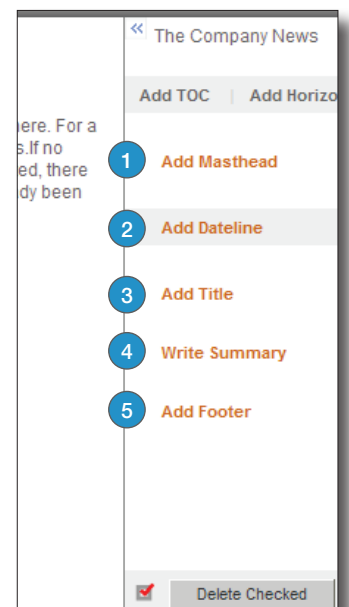 The Company News
Add TOC | Add Horizo
ere. For a
s.If no
ed, there
dy been
1 Add Masthead
2 Add Dateline
3 Add Title
4 Write Summary
5 Add Footer
Delete Checked